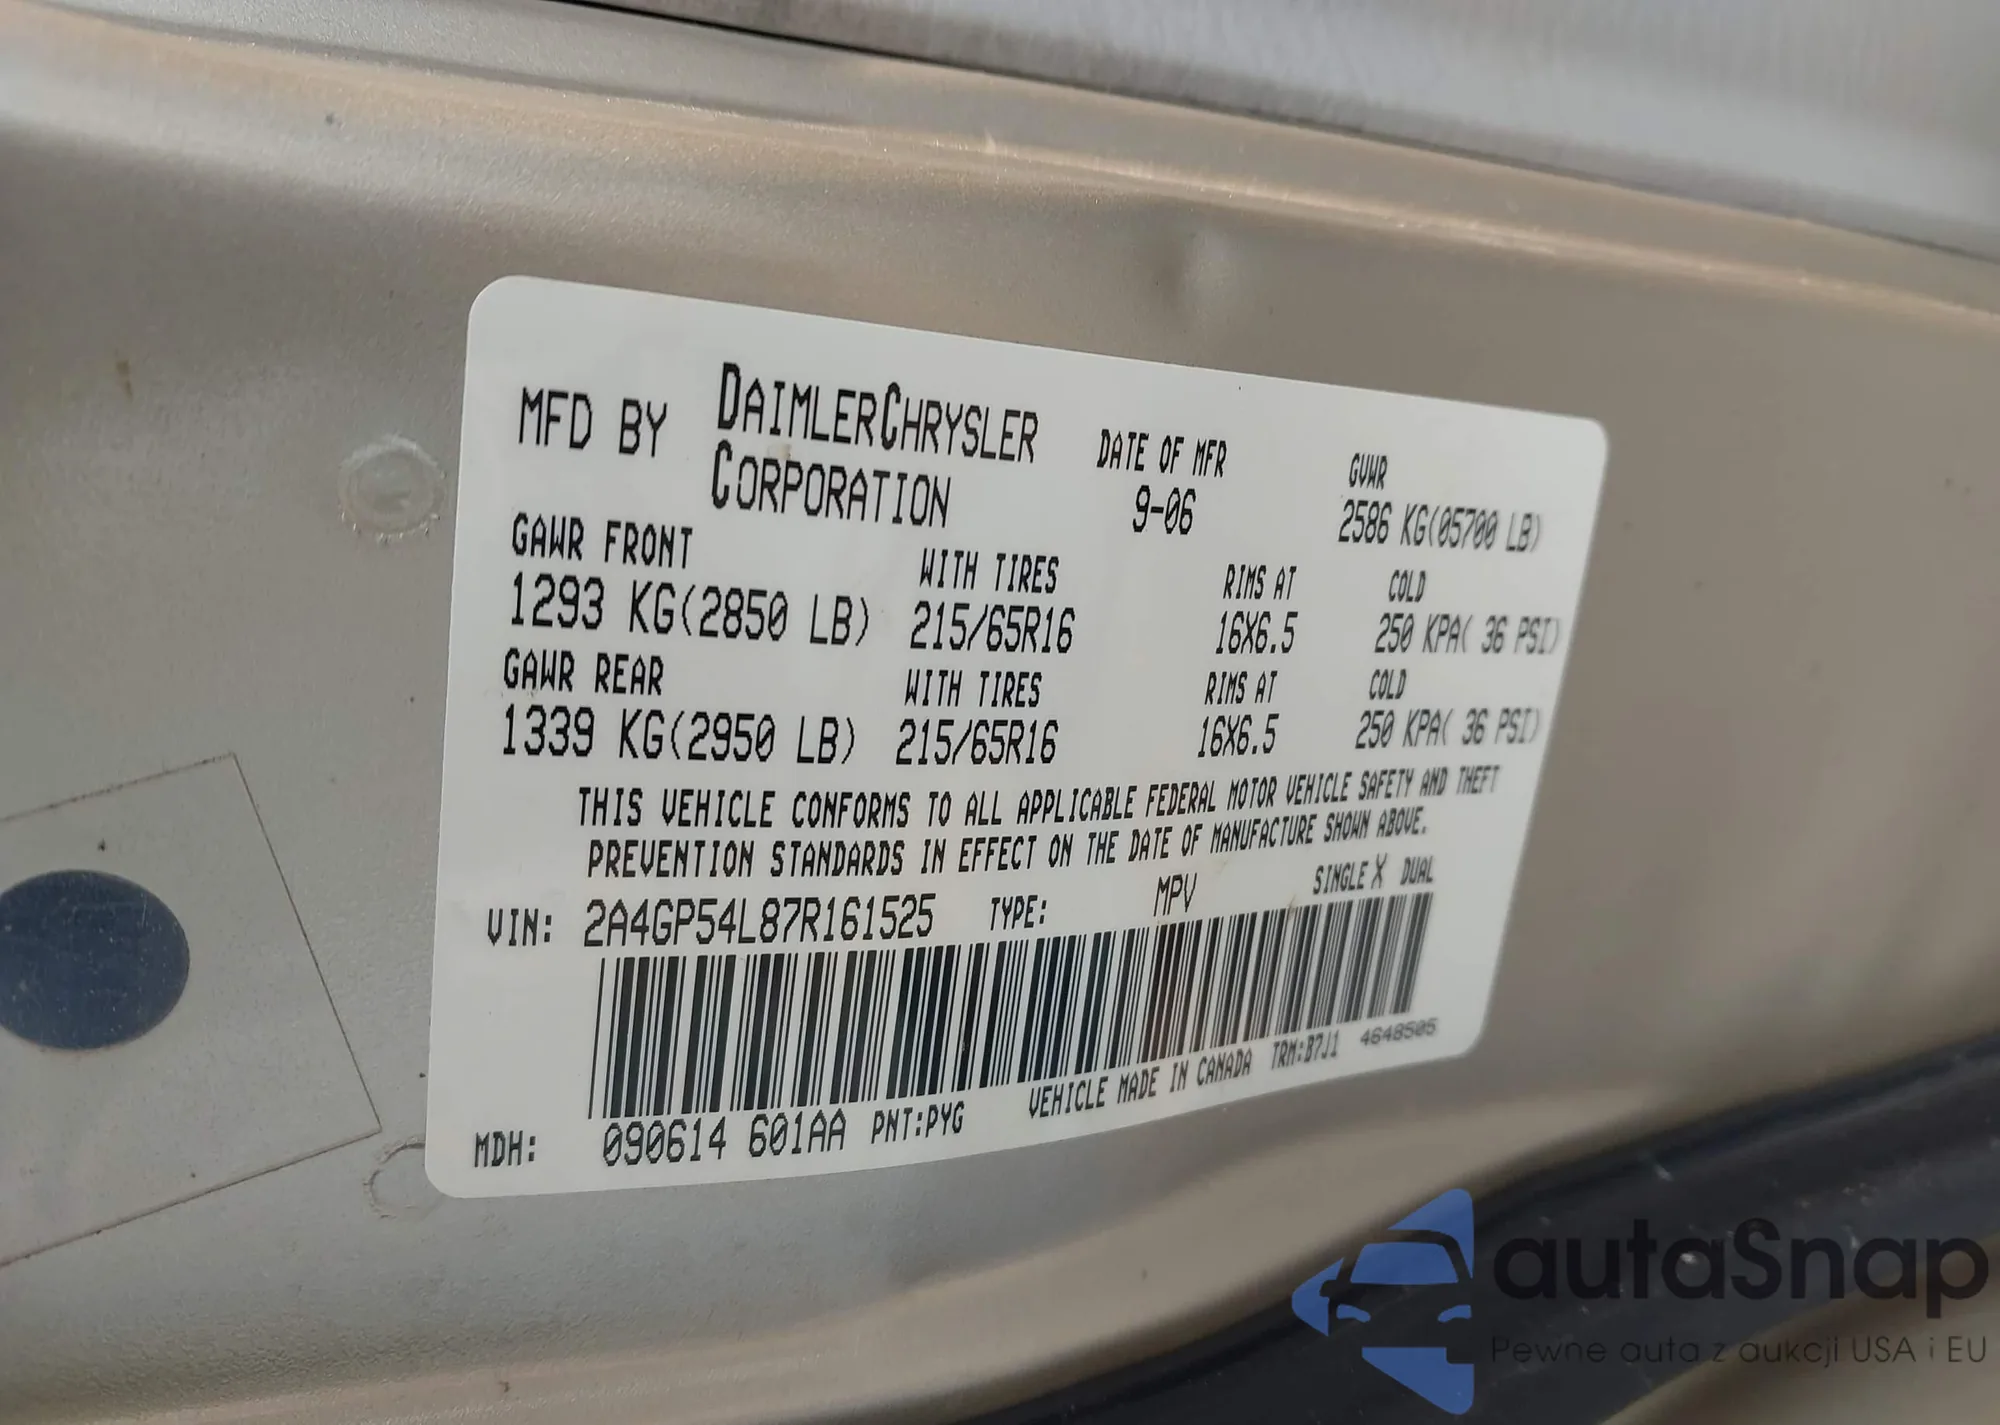 MFD BY DAIMLERCHRYSLER CORPORATION
DATE OF MFR
9-06
GVWR
2586 KG(05700 LB)
GAWR FRONT WITH TIRES RIMS AT COLD
1293 KG(2850 LB) 215/65R16 16X6.5 250 KPA( 36 PSI)
GAWR REAR WITH TIRES RIMS AT COLD
1339 KG(2950 LB) 215/65R16 16X6.5 250 KPA( 36 PSI)
THIS VEHICLE CONFORMS TO ALL APPLICABLE FEDERAL MOTOR VEHICLE SAFETY AND THEFT
PREVENTION STANDARDS IN EFFECT ON THE DATE OF MANUFACTURE SHOWN ABOVE.
VIN: 2A4GP54L87R161525 TYPE: MPV SINGLE X DUAL
MDH: 090614 601AA PNT:PYG VEHICLE MADE IN CANADA TRM:B7J1 4648505
autaSnap
Pewne auta z aukcji USA i EU